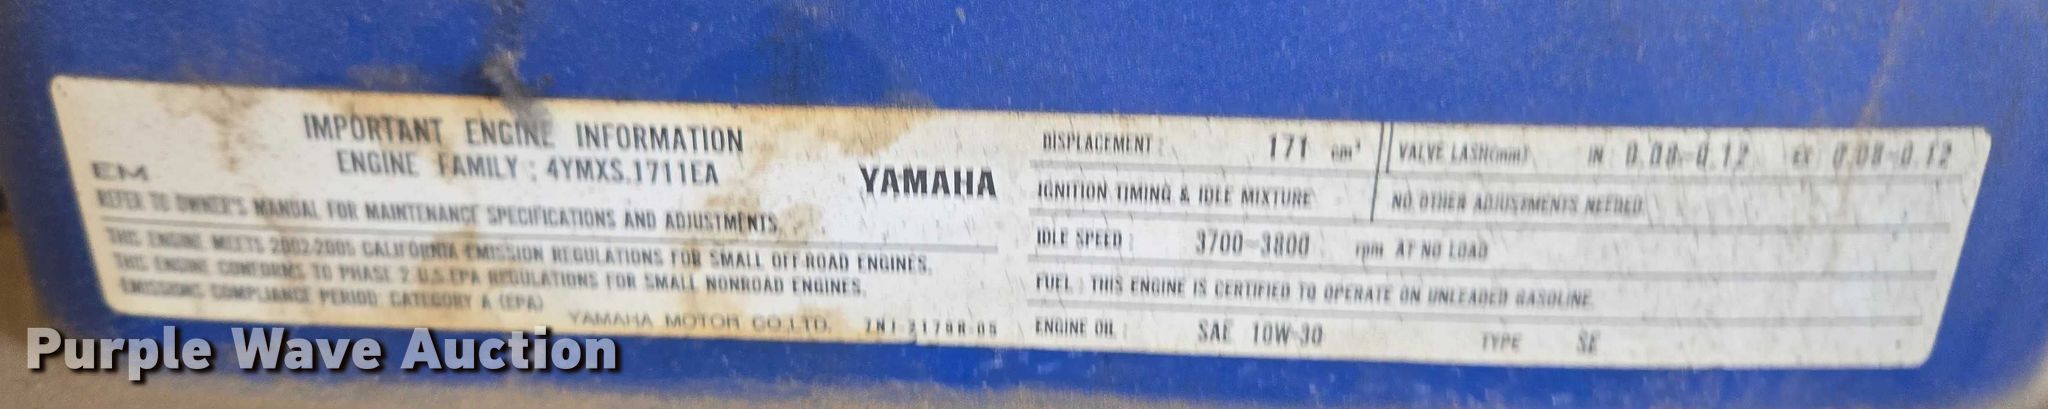 IMPORTANT ENGINE INFORMATION
ENGINE FAMILY : 4YMXS.1711EA
EM
YAMAHA
REFER TO OWNER'S MANUAL FOR MAINTENANCE SPECIFICATIONS AND ADJUSTMENTS.
THIS ENGINE MEETS 2002-2005 CALIFORNIA EMISSION REGULATIONS FOR SMALL OFF-ROAD ENGINES.
THIS ENGINE CONFORMS TO PHASE 2 U.S.EPA REGULATIONS FOR SMALL NONROAD ENGINES.
EMISSIONS COMPLIANCE PERIOD: CATEGORY A (EPA)
YAMAHA MOTOR CO.,LTD.
DISPLACEMENT : 171 cm³
VALVE LASH(mm) IN : 0.08-0.12 EX : 0.08-0.12
IGNITION TIMING & IDLE MIXTURE
NO OTHER ADJUSTMENTS NEEDED.
IDLE SPEED : 3700-3800 rpm AT NO LOAD
FUEL : THIS ENGINE IS CERTIFIED TO OPERATE ON UNLEADED GASOLINE.
ENGINE OIL : SAE 10W-30 TYPE SE
Purple Wave Auction